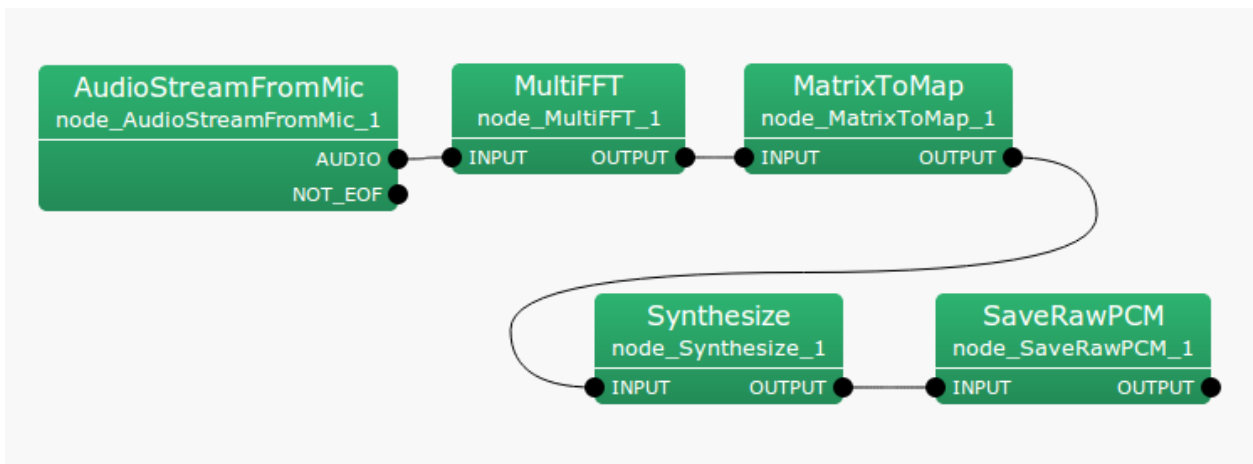 AudioStreamFromMic
node_AudioStreamFromMic_1
AUDIO
NOT_EOF
MultiFFT
node_MultiFFT_1
INPUT OUTPUT
MatrixToMap
node_MatrixToMap_1
INPUT OUTPUT
Synthesize
node_Synthesize_1
INPUT OUTPUT
SaveRawPCM
node_SaveRawPCM_1
INPUT OUTPUT